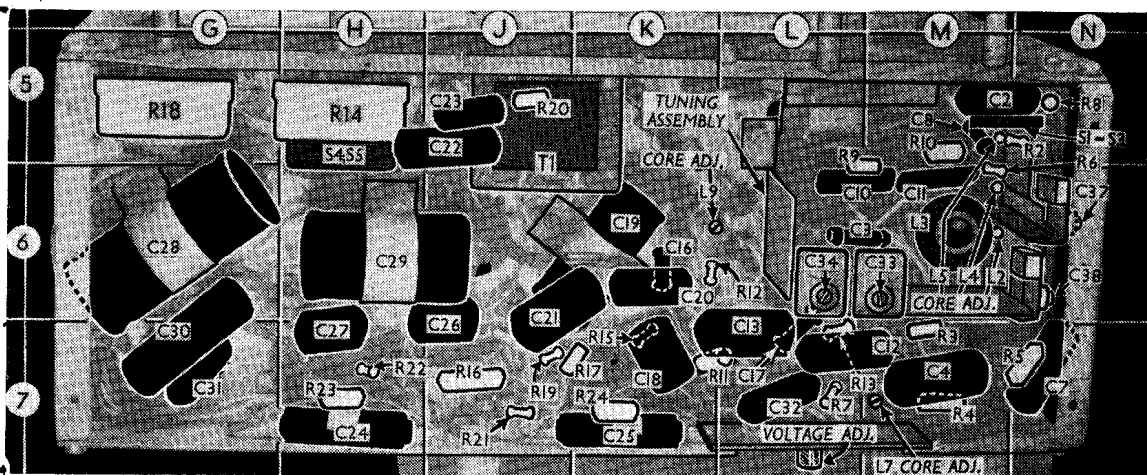 G H J K L M N
5
R18 R14 C23 R20 TUNING C2 R8
ASSEMBLY C8
S4S5 C22 T1 CORE ADJ. R9 R10 R2 S1-S3
R6
C10 C11 C37
L9 L3
6
C28 C29 C19 C16 C3
C34 C33 L5 L4 L2 C38
C20 R12 CORE ADJ.
C30 C27 C26 C21 C13
R15 R3
C12
C31 R22 R16 R19 R17 C18 R11 C17 R13 C4 R5 C7
7
R23 R24 C32 R7 R4
C24 R21 C25 VOLTAGE ADJ.
L7 CORE ADJ.